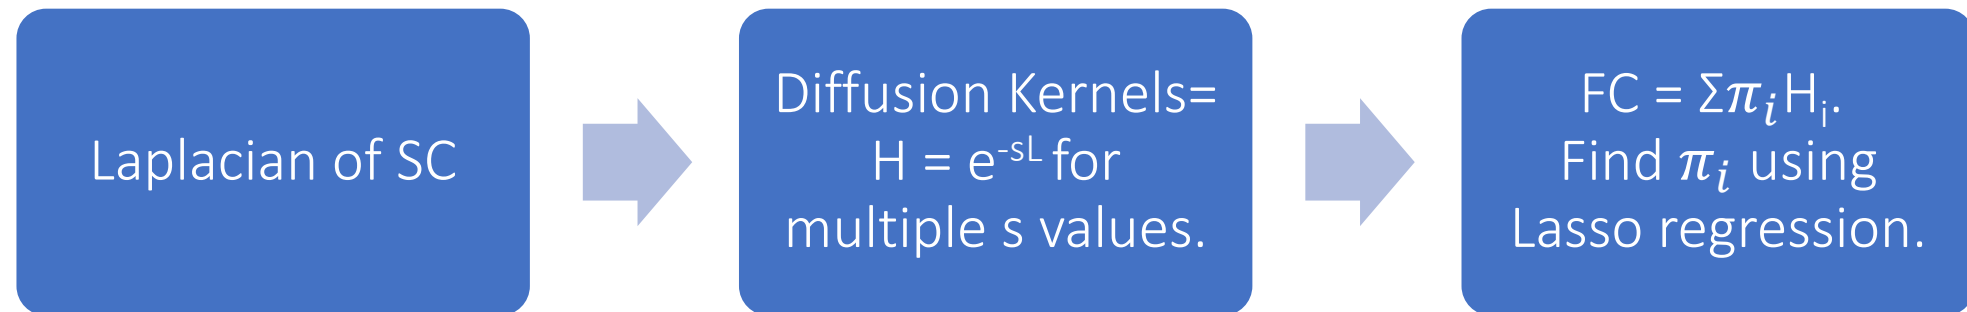 Laplacian of SC
Diffusion Kernels=
H = e⁻ˢᴸ for
multiple s values.
FC = Σ𝝅ᵢHᵢ.
Find 𝝅ᵢ using
Lasso regression.